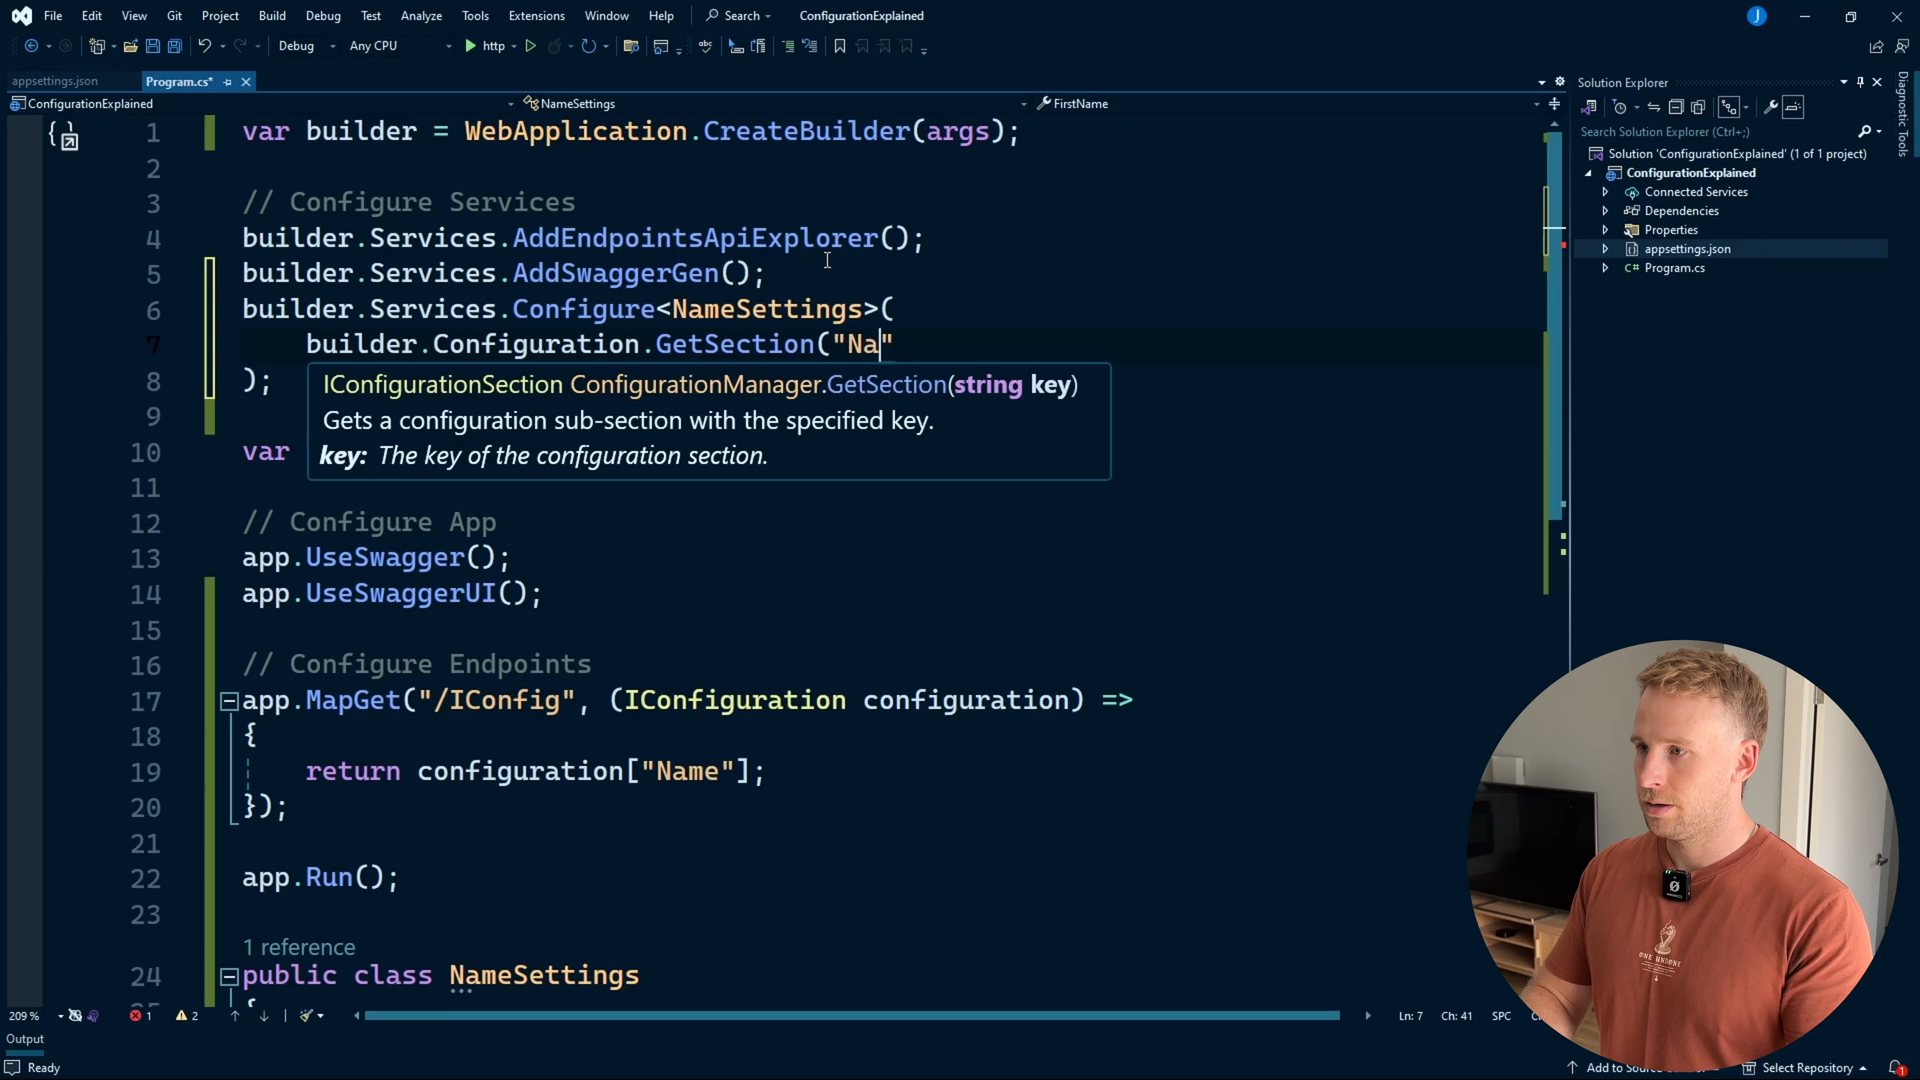 File Edit View Git Project Build Debug Test Analyze Tools Extensions Window Help Search ConfigurationExplained J
Debug Any CPU http
appsettings.json Program.cs*
ConfigurationExplained NameSettings FirstName
1 var builder = WebApplication.CreateBuilder(args);
2
3 // Configure Services
4 builder.Services.AddEndpointsApiExplorer();
5 builder.Services.AddSwaggerGen();
6 builder.Services.Configure<NameSettings>(
7 builder.Configuration.GetSection("Na"
8 );
IConfigurationSection ConfigurationManager.GetSection(string key)
Gets a configuration sub-section with the specified key.
key: The key of the configuration section.
9
10 var
11
12 // Configure App
13 app.UseSwagger();
14 app.UseSwaggerUI();
15
16 // Configure Endpoints
17 app.MapGet("/IConfig", (IConfiguration configuration) =>
18 {
19 return configuration["Name"];
20 });
21
22 app.Run();
23
1 reference
24 public class NameSettings
{
Solution Explorer
Search Solution Explorer (Ctrl+;)
Solution 'ConfigurationExplained' (1 of 1 project)
ConfigurationExplained
Connected Services
Dependencies
Properties
appsettings.json
C# Program.cs
Diagnostic Tools
ONE UNDONE
209 % 1 2 Ln: 7 Ch: 41 SPC
Output
Ready Add to Select Repository 1